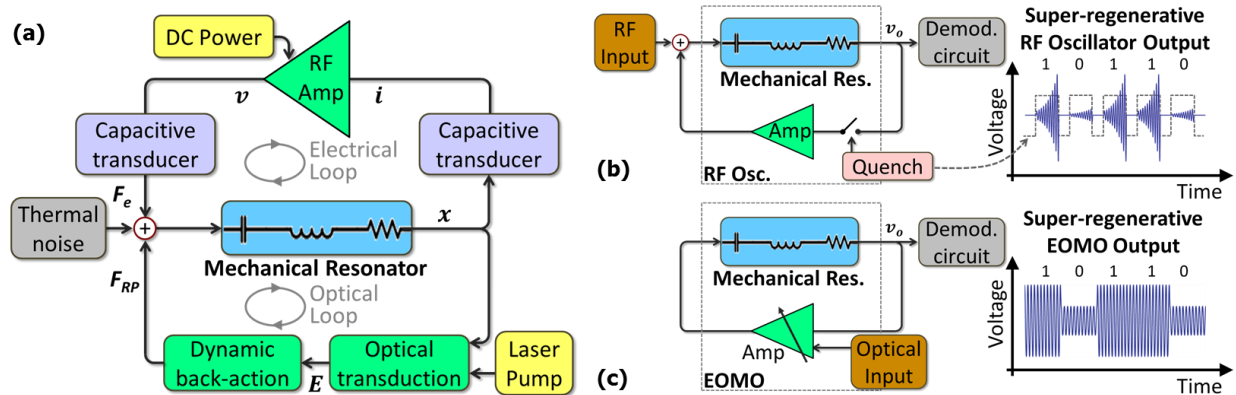 (a)
DC Power
RF
Amp
v
i
Capacitive
transducer
Electrical
Loop
Capacitive
transducer
Fe
Thermal
noise
+
x
Mechanical Resonator
FRP
Optical
Loop
Dynamic
back-action
E
Optical
transduction
Laser
Pump
(b)
RF
Input
+
Mechanical Res.
vo
Demod.
circuit
Amp
RF Osc.
Quench
Super-regenerative
RF Oscillator Output
1 0 1 1 0
Voltage
Time
(c)
Mechanical Res.
vo
Demod.
circuit
Amp
Optical
Input
EOMO
Super-regenerative
EOMO Output
1 0 1 1 0
Voltage
Time